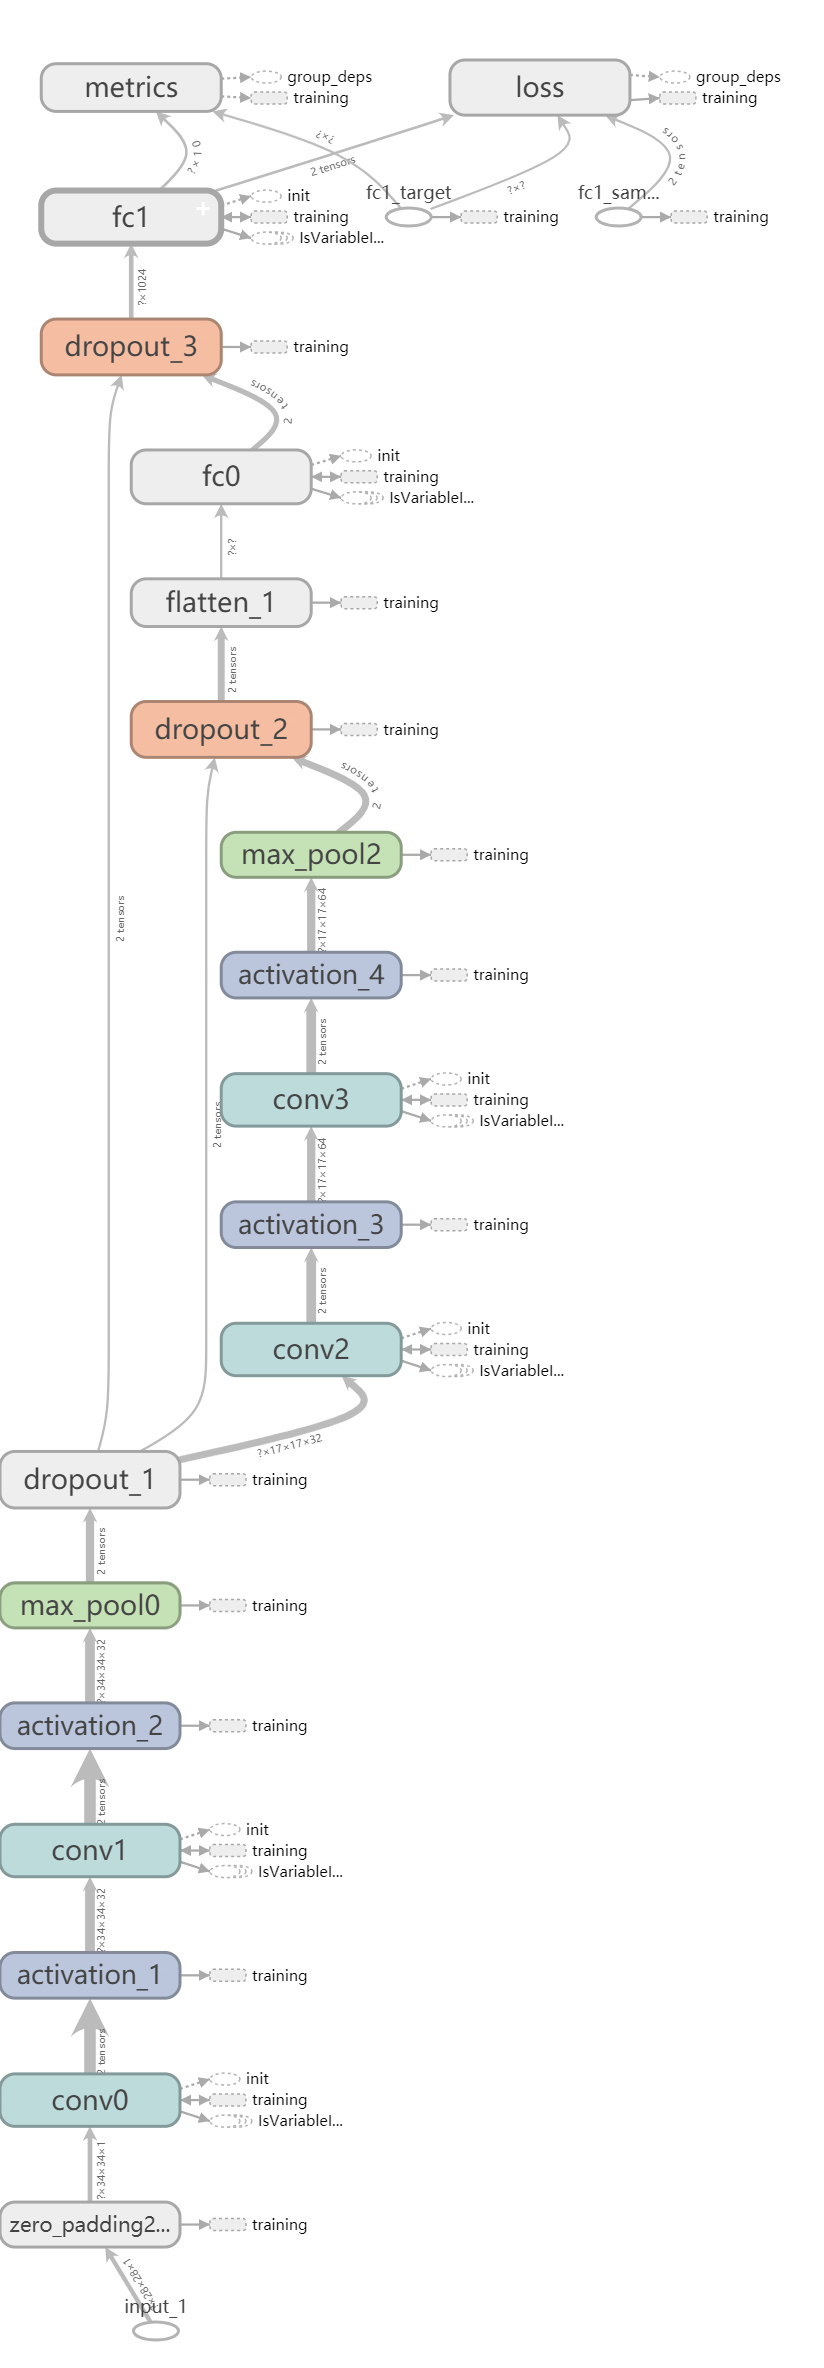 metrics
group_deps
training
loss
group_deps
training
?×10
?×?
2 tensors
?×?
2 tensors
fc1
init
training
IsVariableI...
fc1_target
training
fc1_sam...
training
?×1024
dropout_3
training
2 tensors
fc0
init
training
IsVariableI...
?×?
flatten_1
training
2 tensors
dropout_2
training
2 tensors
max_pool2
training
2 tensors
?×17×17×64
activation_4
training
2 tensors
conv3
init
training
IsVariableI...
2 tensors
?×17×17×64
activation_3
training
2 tensors
conv2
init
training
IsVariableI...
?×17×17×32
dropout_1
training
2 tensors
max_pool0
training
?×34×34×32
activation_2
training
2 tensors
conv1
init
training
IsVariableI...
?×34×34×32
activation_1
training
2 tensors
conv0
init
training
IsVariableI...
?×34×34×1
zero_padding2...
training
?×28×28×1
input_1